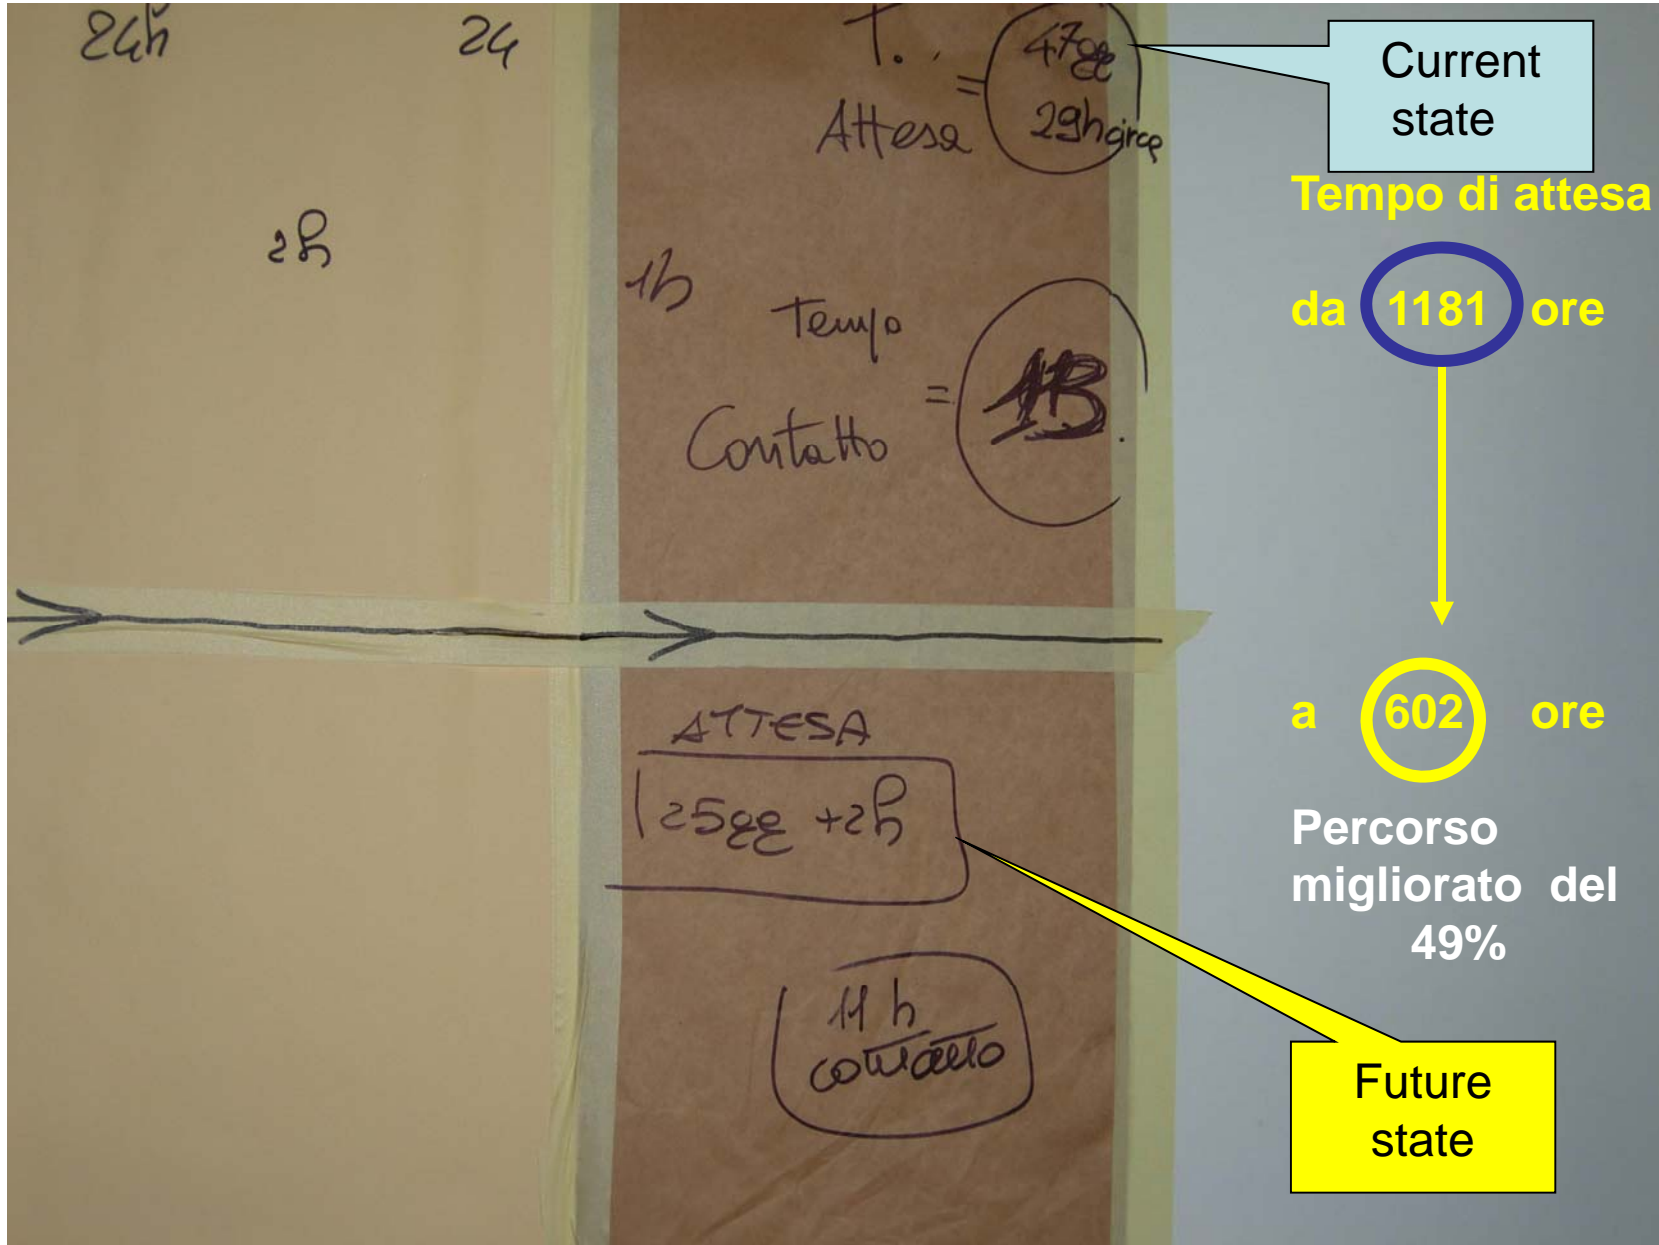 24h 24
T.
Attesa
=
47gg
29h circa
Current
state
Tempo di attesa
2h
1h
Tempo
Contatto
=
da 1181 ore
a 602 ore
ATTESA
25gg +2h
Percorso
migliorato del
49%
11 h
contatto
Future
state